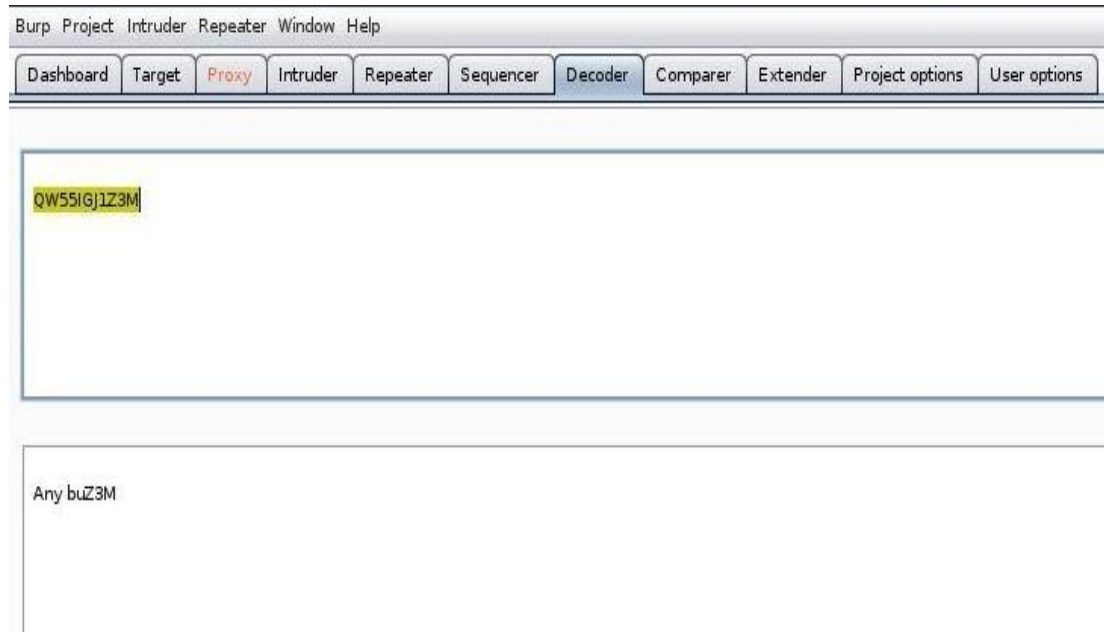 Burp Project Intruder Repeater Window Help
Dashboard Target Proxy Intruder Repeater Sequencer Decoder Comparer Extender Project options User options
QW55IGJ1Z3M
Any buZ3M